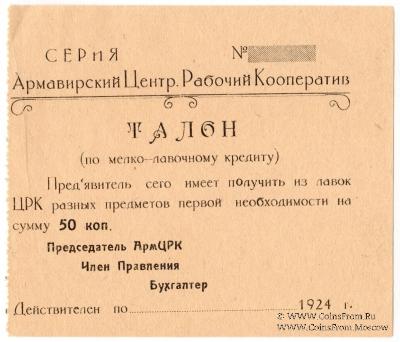 СЕРИЯ №
Армавирский Центр. Рабочий Кооператив
ТАЛОН
(по мелко-лавочному кредиту)
Пред'явитель сего имеет получить из лавок
ЦРК разных предметов первой необходимости на
сумму 50 коп.
Председатель АрмЦРК
Член Правления
Бухгалтер
Действителен по 1924 г.
© www.CoinsFrom.Ru
www.CoinsFrom.Moscow